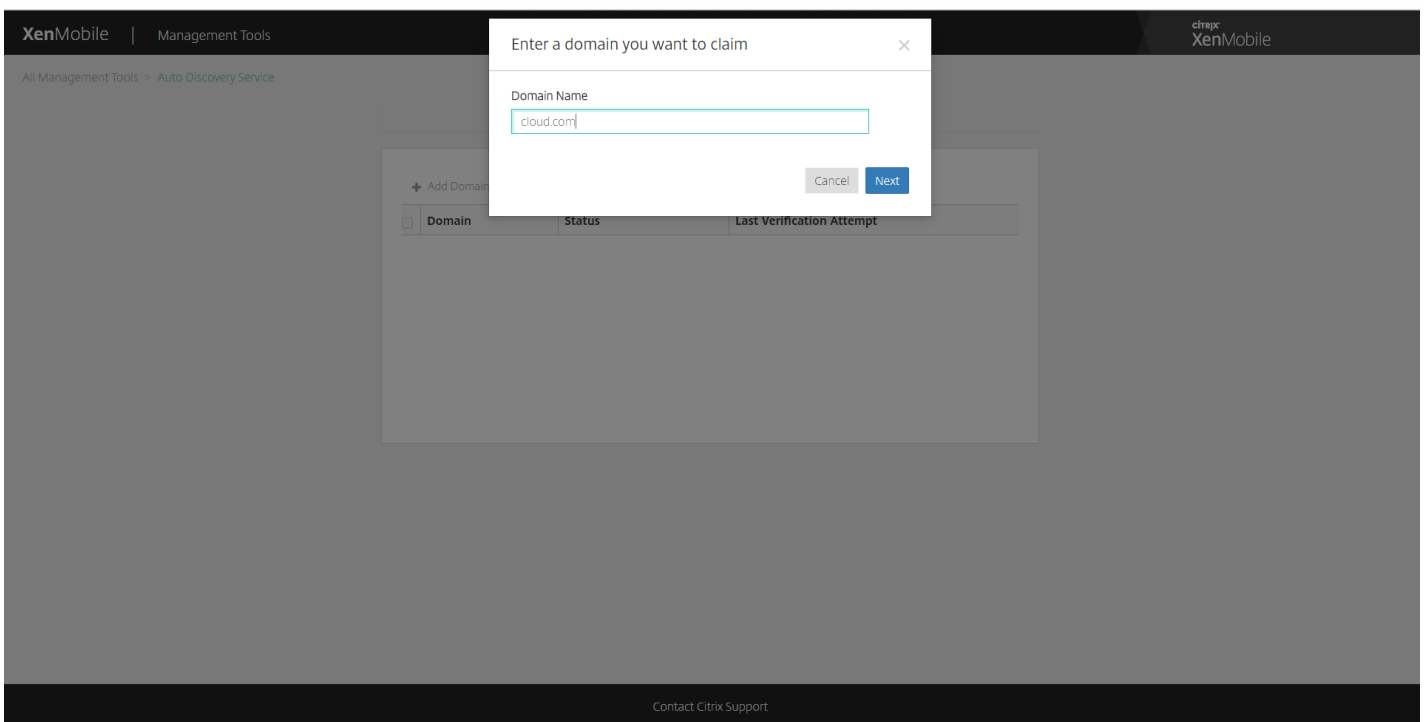 XenMobile | Management Tools
Enter a domain you want to claim
citrix
XenMobile
All Management Tools > Auto Discovery Service
Domain Name
cloud.com
Cancel Next
Add Domain
Domain Status Last Verification Attempt
Contact Citrix Support